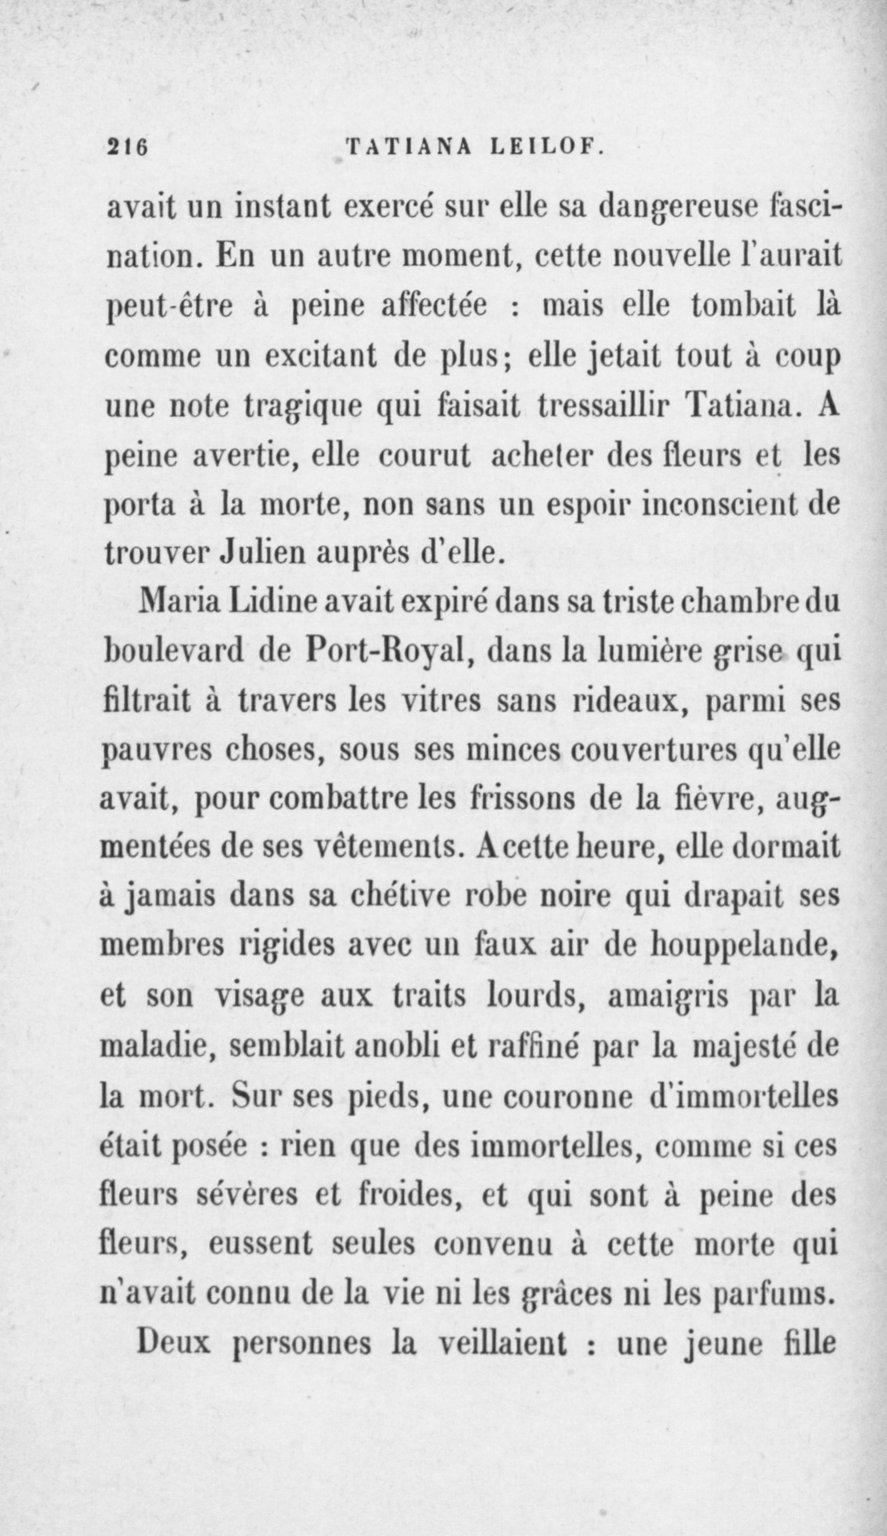 216 TATIANA LEILOF.
avait un instant exercé sur elle sa dangereuse fasci-
nation. En un autre moment, cette nouvelle l'aurait
peut-être à peine affectée : mais elle tombait là
comme un excitant de plus; elle jetait tout à coup
une note tragique qui faisait tressaillir Tatiana. A
peine avertie, elle courut acheter des fleurs et les
porta à la morte, non sans un espoir inconscient de
trouver Julien auprès d'elle.
Maria Lidine avait expiré dans sa triste chambre du
boulevard de Port-Royal, dans la lumière grise qui
filtrait à travers les vitres sans rideaux, parmi ses
pauvres choses, sous ses minces couvertures qu'elle
avait, pour combattre les frissons de la fièvre, aug-
mentées de ses vêtements. A cette heure, elle dormait
à jamais dans sa chétive robe noire qui drapait ses
membres rigides avec un faux air de houppelande,
et son visage aux traits lourds, amaigris par la
maladie, semblait anobli et raffiné par la majesté de
la mort. Sur ses pieds, une couronne d'immortelles
était posée : rien que des immortelles, comme si ces
fleurs sévères et froides, et qui sont à peine des
fleurs, eussent seules convenu à cette morte qui
n'avait connu de la vie ni les grâces ni les parfums.
Deux personnes la veillaient : une jeune fille